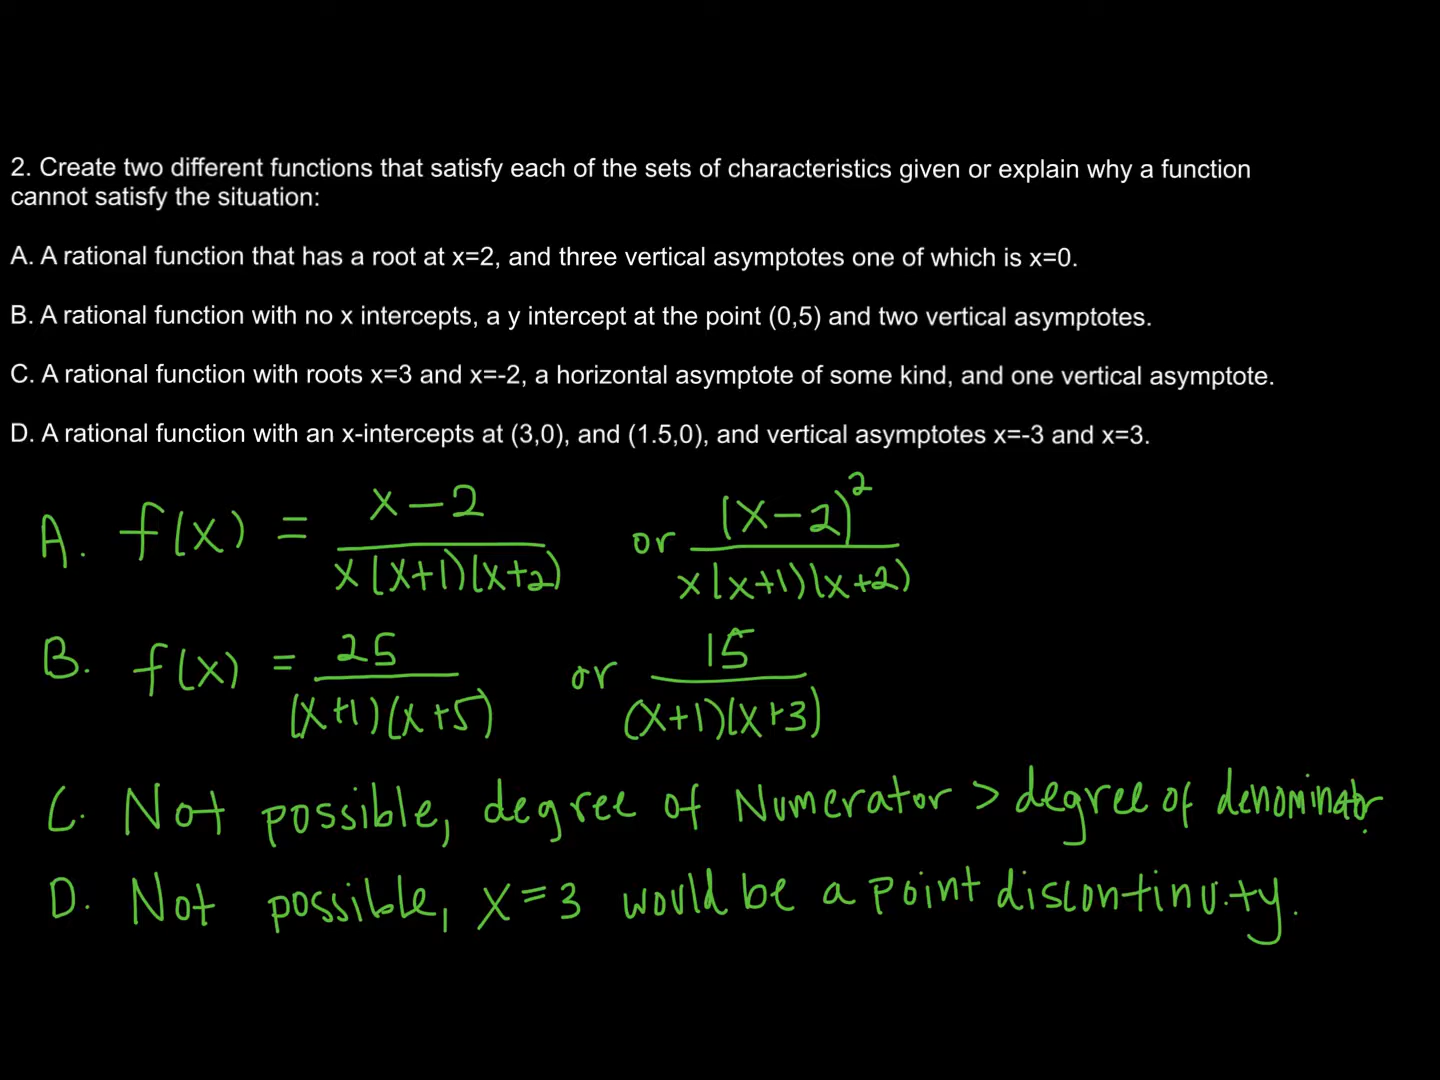 2. Create two different functions that satisfy each of the sets of characteristics given or explain why a function
cannot satisfy the situation:
A. A rational function that has a root at x=2, and three vertical asymptotes one of which is x=0.
B. A rational function with no x intercepts, a y intercept at the point (0,5) and two vertical asymptotes.
C. A rational function with roots x=3 and x=-2, a horizontal asymptote of some kind, and one vertical asymptote.
D. A rational function with an x-intercepts at (3,0), and (1.5,0), and vertical asymptotes x=-3 and x=3.
A. f(x) = (x-2)/(x(x+1)(x+2)) or (x-2)²/(x(x+1)(x+2))
B. f(x) = 25/((x+1)(x+5)) or 15/((x+1)(x+3))
C. Not possible, degree of Numerator > degree of denominator.
D. Not possible, x=3 would be a point discontinuity.